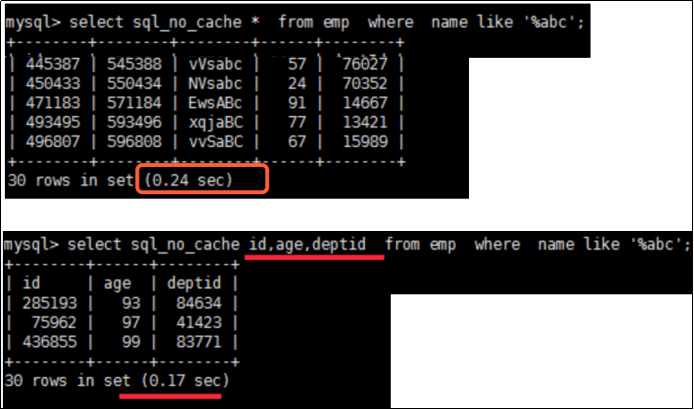 mysql> select sql_no_cache *  from emp  where  name like '%abc';
+--------+--------+---------+------+--------+
| 445387 | 545388 | vVsabc |   57 |  76027 |
| 450433 | 550434 | NVsabc |   24 |  70352 |
| 471183 | 571184 | EwsABc |   91 |  14667 |
| 493495 | 593496 | xqjaBC |   77 |  13421 |
| 496807 | 596808 | vvSaBC |   67 |  15989 |
+--------+--------+---------+------+--------+
30 rows in set (0.24 sec)
mysql> select sql_no_cache id,age,deptid  from emp  where  name like '%abc';
+--------+------+--------+
| id     | age  | deptid |
| 285193 |   93 |  84634 |
|  75962 |   97 |  41423 |
| 436855 |   99 |  83771 |
+--------+------+--------+
30 rows in set (0.17 sec)